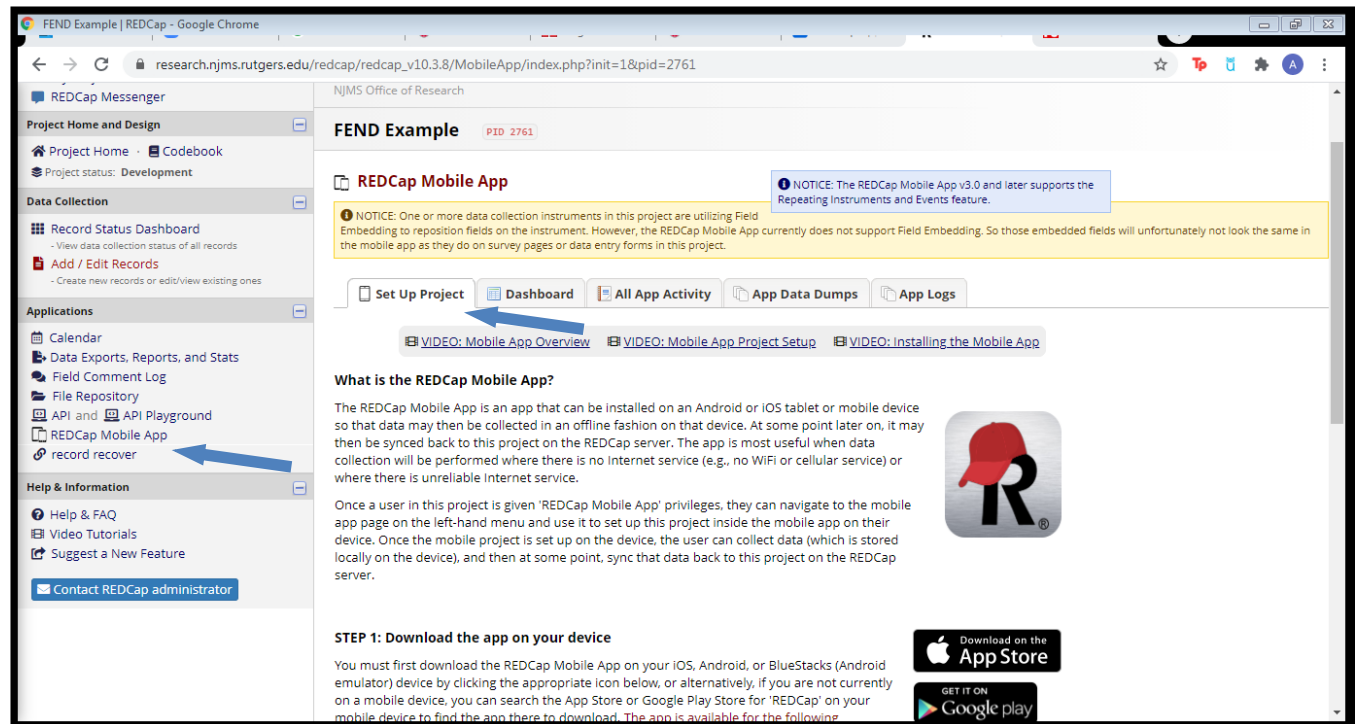 FEND Example | REDCap - Google Chrome
research.njms.rutgers.edu/redcap/redcap_v10.3.8/MobileApp/index.php?init=1&pid=2761
Tp
A
REDCap Messenger
Project Home and Design
Project Home · Codebook
Project status: Development
Data Collection
Record Status Dashboard
- View data collection status of all records
Add / Edit Records
- Create new records or edit/view existing ones
Applications
Calendar
Data Exports, Reports, and Stats
Field Comment Log
File Repository
API and API Playground
REDCap Mobile App
record recover
Help & Information
Help & FAQ
Video Tutorials
Suggest a New Feature
Contact REDCap administrator
NJMS Office of Research
FEND Example PID 2761
REDCap Mobile App
NOTICE: The REDCap Mobile App v3.0 and later supports the
Repeating Instruments and Events feature.
NOTICE: One or more data collection instruments in this project are utilizing Field
Embedding to reposition fields on the instrument. However, the REDCap Mobile App currently does not support Field Embedding. So those embedded fields will unfortunately not look the same in
the mobile app as they do on survey pages or data entry forms in this project.
Set Up Project Dashboard All App Activity App Data Dumps App Logs
VIDEO: Mobile App Overview VIDEO: Mobile App Project Setup VIDEO: Installing the Mobile App
What is the REDCap Mobile App?
The REDCap Mobile App is an app that can be installed on an Android or iOS tablet or mobile device
so that data may then be collected in an offline fashion on that device. At some point later on, it may
then be synced back to this project on the REDCap server. The app is most useful when data
collection will be performed where there is no Internet service (e.g., no WiFi or cellular service) or
where there is unreliable Internet service.
Once a user in this project is given 'REDCap Mobile App' privileges, they can navigate to the mobile
app page on the left-hand menu and use it to set up this project inside the mobile app on their
device. Once the mobile project is set up on the device, the user can collect data (which is stored
locally on the device), and then at some point, sync that data back to this project on the REDCap
server.
R®
STEP 1: Download the app on your device
You must first download the REDCap Mobile App on your iOS, Android, or BlueStacks (Android
emulator) device by clicking the appropriate icon below, or alternatively, if you are not currently
on a mobile device, you can search the App Store or Google Play Store for 'REDCap' on your
mobile device to find the app there to download. The app is available for the following
Download on the
App Store
GET IT ON
Google play